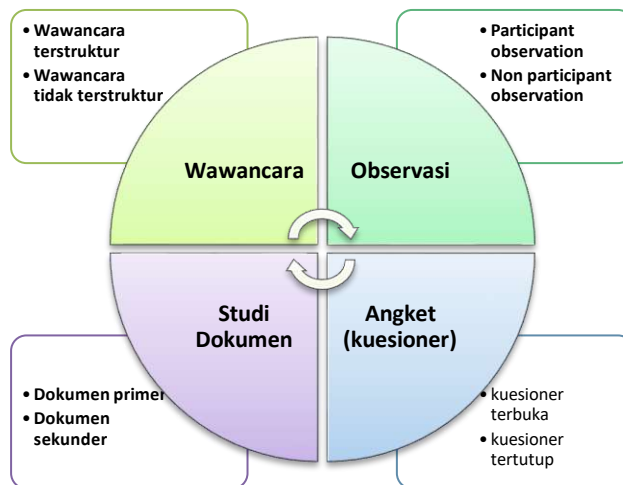 • Wawancara
terstruktur
• Wawancara
tidak terstruktur
• Participant
observation
• Non participant
observation
Wawancara
Observasi
Studi
Dokumen
Angket
(kuesioner)
• Dokumen primer
• Dokumen
sekunder
• kuesioner
terbuka
• kuesioner
tertutup